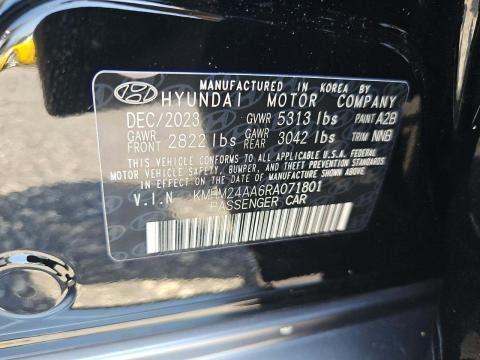 MANUFACTURED IN KOREA BY
HYUNDAI MOTOR COMPANY
DEC/2023 GVWR 5313 lbs PAINT A2B
GAWR FRONT 2822 lbs GAWR REAR 3042 lbs TRIM NNB
THIS VEHICLE CONFORMS TO ALL APPLICABLE U.S.A. FEDERAL
MOTOR VEHICLE SAFETY, BUMPER, AND THEFT PREVENTION
STANDARDS IN EFFECT ON THE DATE OF MANUFACTURE SHOWN ABOVE.
V.I.N. KMHM24AA6RA071801
PASSENGER CAR